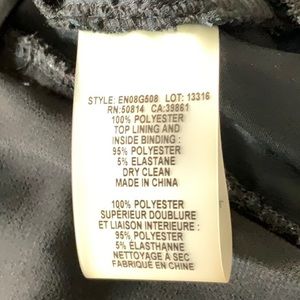 STYLE: EN08G508 LOT: 13316
RN:50814 CA:39861
100% POLYESTER
TOP LINING AND
INSIDE BINDING :
95% POLYESTER
5% ELASTANE
DRY CLEAN
MADE IN CHINA
100% POLYESTER
SUPERIEUR DOUBLURE
ET LIAISON INTERIEURE :
95% POLYESTER
5% ELASTHANNE
NETTOYAGE A SEC
FABRIQUE EN CHINE